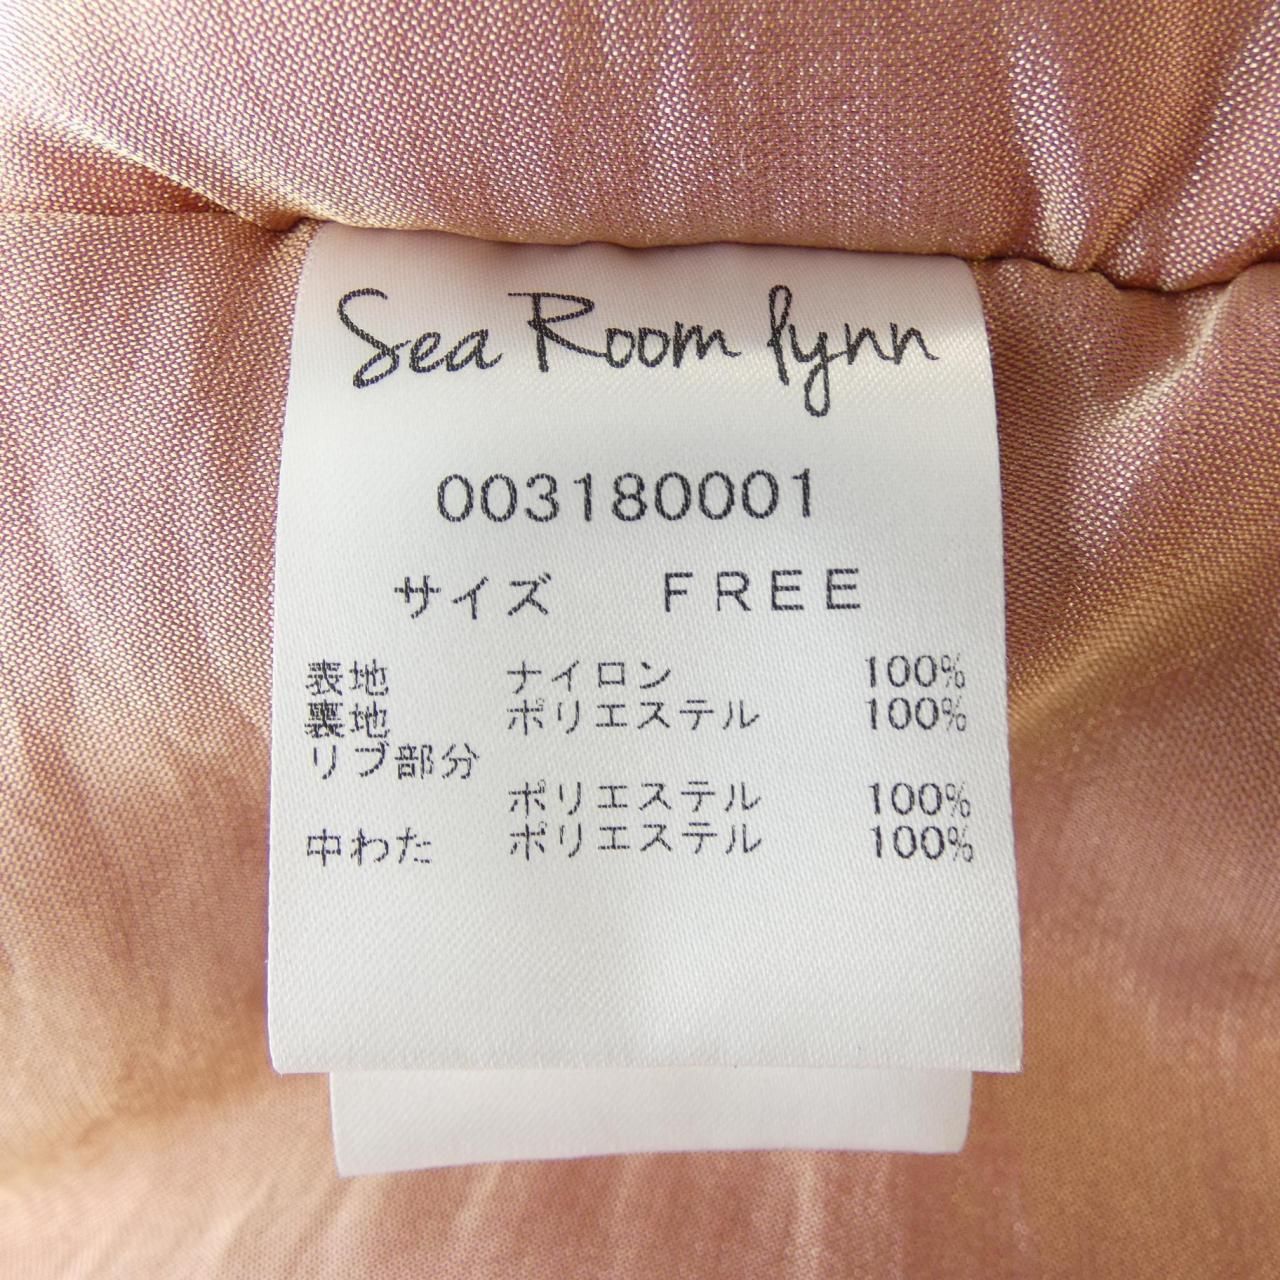 Sea Room lynn
003180001
サイズ FREE
表地 ナイロン 100%
裏地 ポリエステル 100%
リブ部分
ポリエステル 100%
中わた ポリエステル 100%